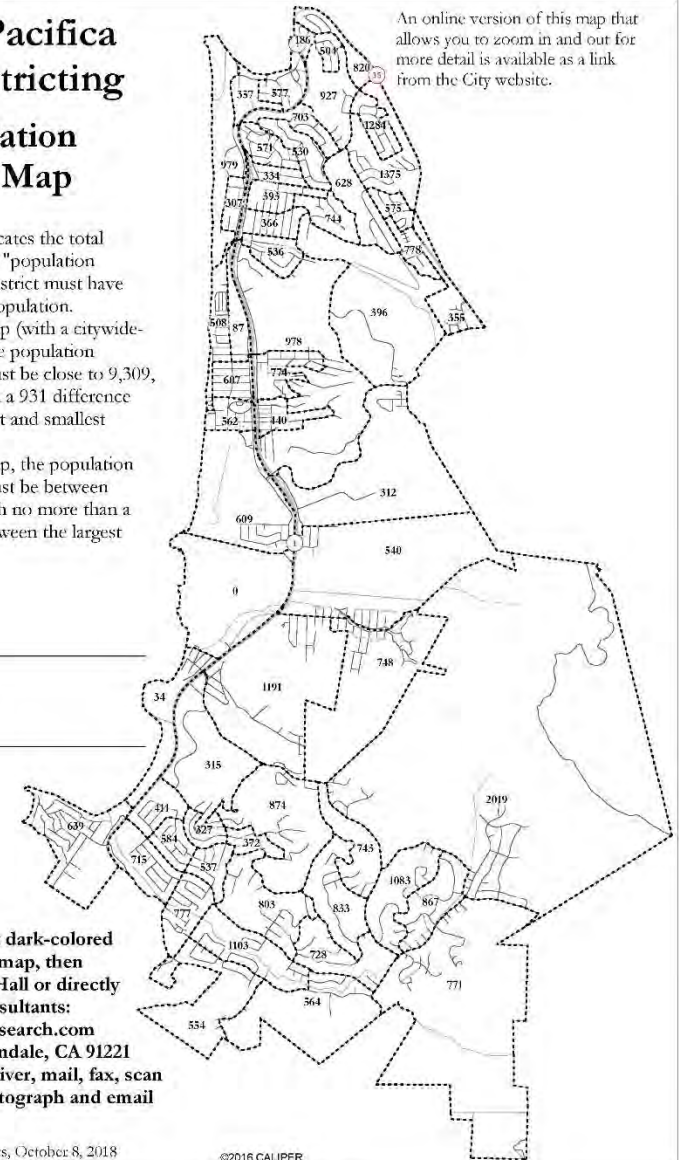 Pacifica
tricting
ation
Map
An online version of this map that
allows you to zoom in and out for
more detail is available as a link
from the City website.
cates the total
"population
strict must have
opulation.
p (with a citywide-
e population
ust be close to 9,309,
a 931 difference
t and smallest
p, the population
ust be between
h no more than a
ween the largest
186
504
820
35
357
577
927
703
1284
571
530
979
334
628
1375
307
393
575
366
744
536
778
396
355
508
87
978
774
607
562
440
312
609
1
540
0
748
1191
34
315
411
874
2019
639
584
327
372
743
715
537
1083
867
777
803
833
1103
728
771
564
554
dark-colored
map, then
Hall or directly
sultants:
search.com
ndale, CA 91221
iver, mail, fax, scan
tograph and email
s, October 8, 2018
©2016 CALIPER